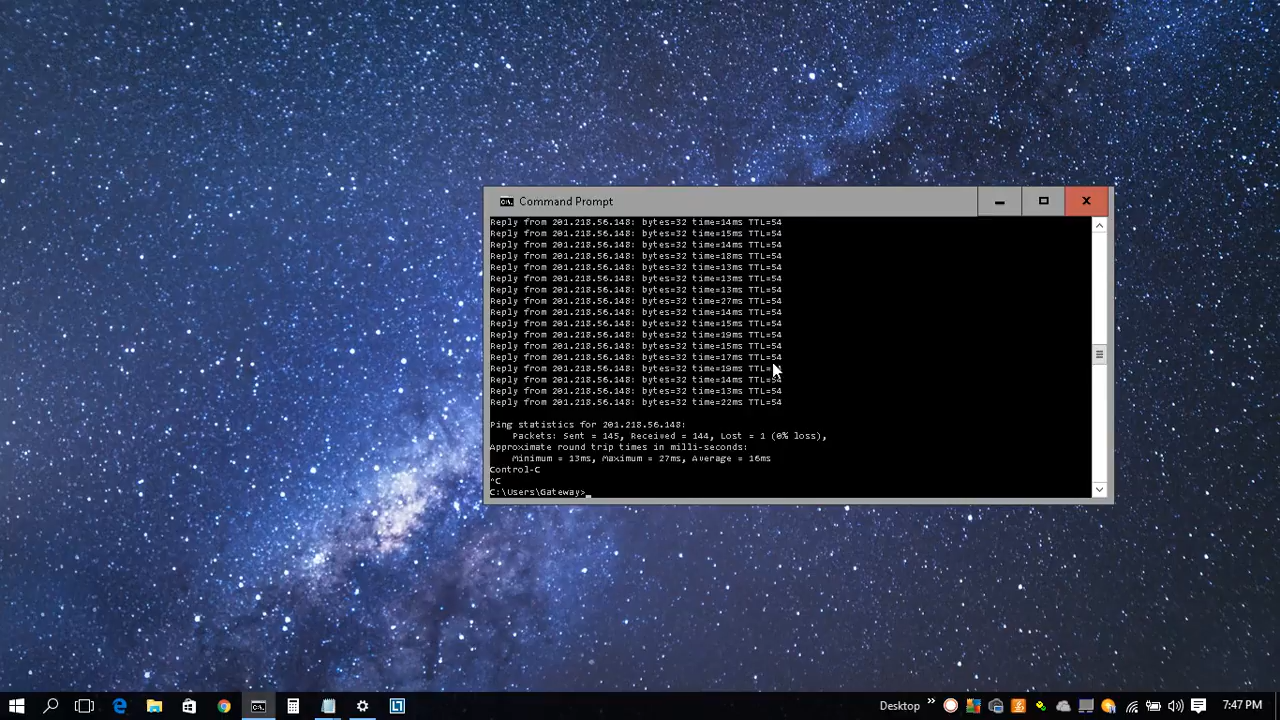 Command Prompt
Reply from 201.218.56.148: bytes=32 time=14ms TTL=54
Reply from 201.218.56.148: bytes=32 time=15ms TTL=54
Reply from 201.218.56.148: bytes=32 time=14ms TTL=54
Reply from 201.218.56.148: bytes=32 time=18ms TTL=54
Reply from 201.218.56.148: bytes=32 time=13ms TTL=54
Reply from 201.218.56.148: bytes=32 time=13ms TTL=54
Reply from 201.218.56.148: bytes=32 time=13ms TTL=54
Reply from 201.218.56.148: bytes=32 time=27ms TTL=54
Reply from 201.218.56.148: bytes=32 time=14ms TTL=54
Reply from 201.218.56.148: bytes=32 time=15ms TTL=54
Reply from 201.218.56.148: bytes=32 time=19ms TTL=54
Reply from 201.218.56.148: bytes=32 time=15ms TTL=54
Reply from 201.218.56.148: bytes=32 time=17ms TTL=54
Reply from 201.218.56.148: bytes=32 time=19ms
Reply from 201.218.56.148: bytes=32 time=14ms TTL=54
Reply from 201.218.56.148: bytes=32 time=13ms TTL=54
Reply from 201.218.56.148: bytes=32 time=22ms TTL=54
Ping statistics for 201.218.56.148:
Packets: Sent = 145, Received = 144, Lost = 1 (0% loss),
Approximate round trip times in milli-seconds:
Minimum = 13ms, Maximum = 27ms, Average = 16ms
Control-C
^C
C:\Users\Gateway>_
Desktop » 7:47 PM